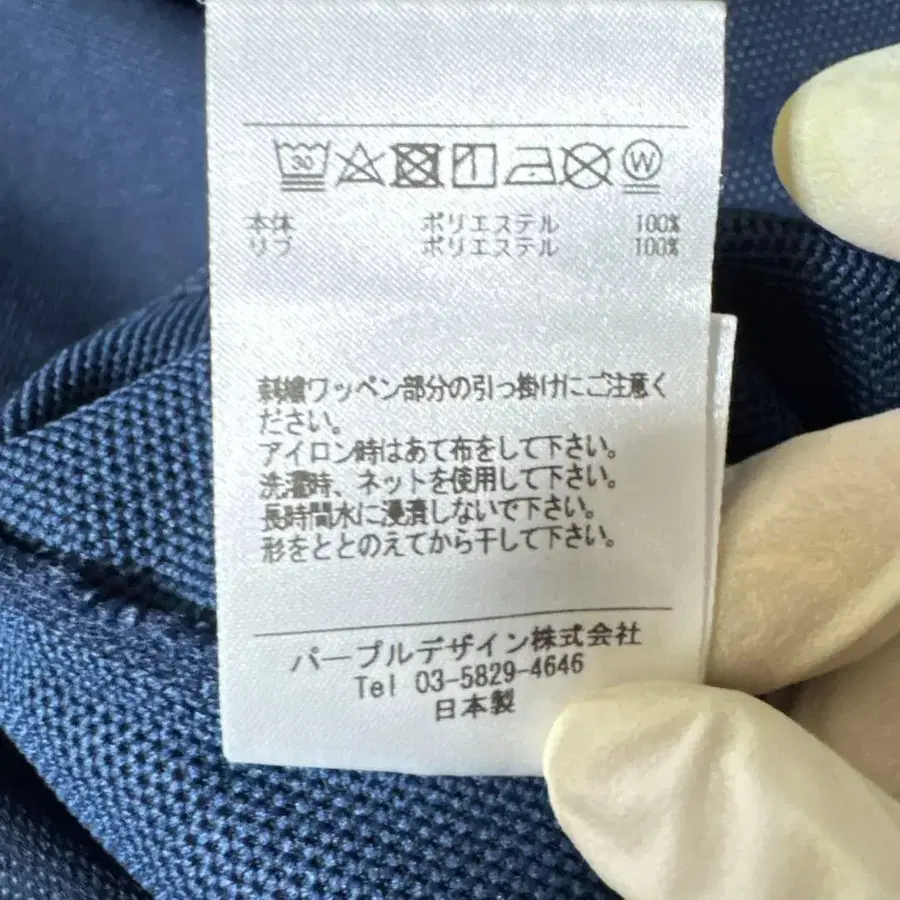 30 W
本体 ポリエステル 100%
リブ ポリエステル 100%
刺繍ワッペン部分の引っ掛けにご注意く
ださい。
アイロン時はあて布をして下さい。
洗濯時、ネットを使用して下さい。
長時間水に浸漬しないで下さい。
形をととのえてから干して下さい。
パープルデザイン株式会社
Tel 03-5829-4646
日本製